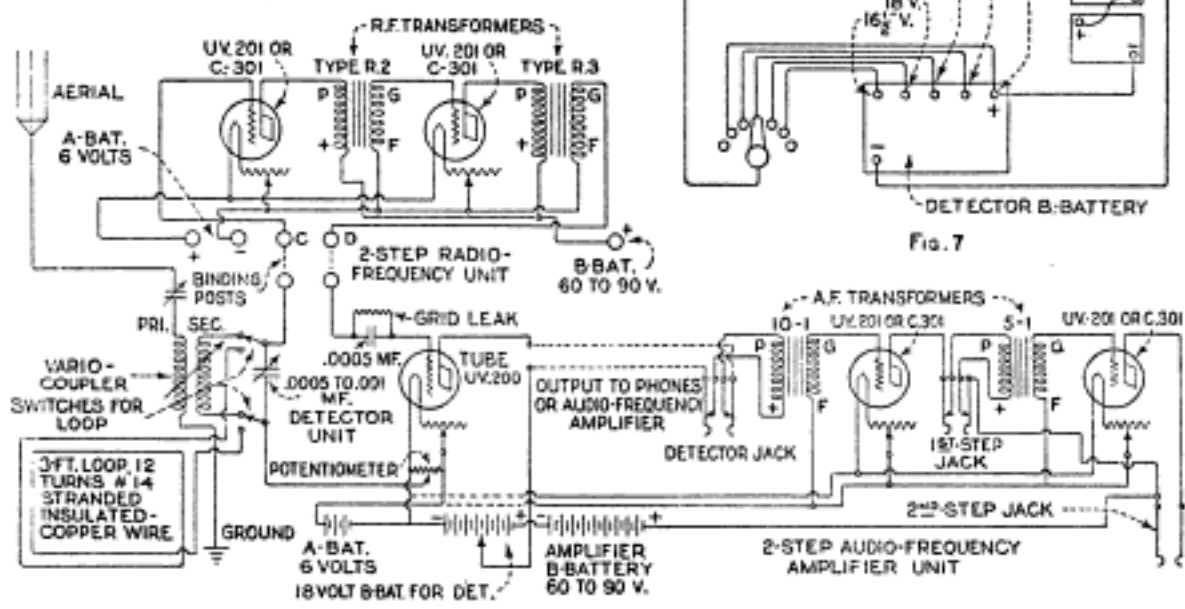 R.F. TRANSFORMERS
UV. 201 OR
C-301
TYPE R.2
UV. 201 OR
C-301
TYPE R.3
AERIAL
P
G
P
G
+
F
+
F
A-BAT.
6 VOLTS
+
-
C
D
+
BINDING
POSTS
2-STEP RADIO-
FREQUENCY UNIT
B-BAT.
60 TO 90 V.
18 V.
16½ V.
+
+
-
DETECTOR B-BATTERY
FIG. 7
PRI.
SEC.
GRID LEAK
.0005 MF.
TUBE
UV.200
VARIO-
COUPLER
SWITCHES FOR
LOOP
.0005 TO.001
MF.
DETECTOR
UNIT
OUTPUT TO PHONES
OR AUDIO-FREQUENCY
AMPLIFIER
A.F. TRANSFORMERS
10-1
UV.201 OR C.301
5-1
UV.-201 OR C.301
P
G
P
G
+
F
+
F
DETECTOR JACK
1ST-STEP
JACK
POTENTIOMETER
3-FT. LOOP, 12
TURNS #14
STRANDED
INSULATED-
COPPER WIRE
GROUND
-
+
-
+
A-BAT.
6 VOLTS
18 VOLT B-BAT. FOR DET.
AMPLIFIER
B-BATTERY
60 TO 90 V.
2ND-STEP JACK
2-STEP AUDIO-FREQUENCY
AMPLIFIER UNIT